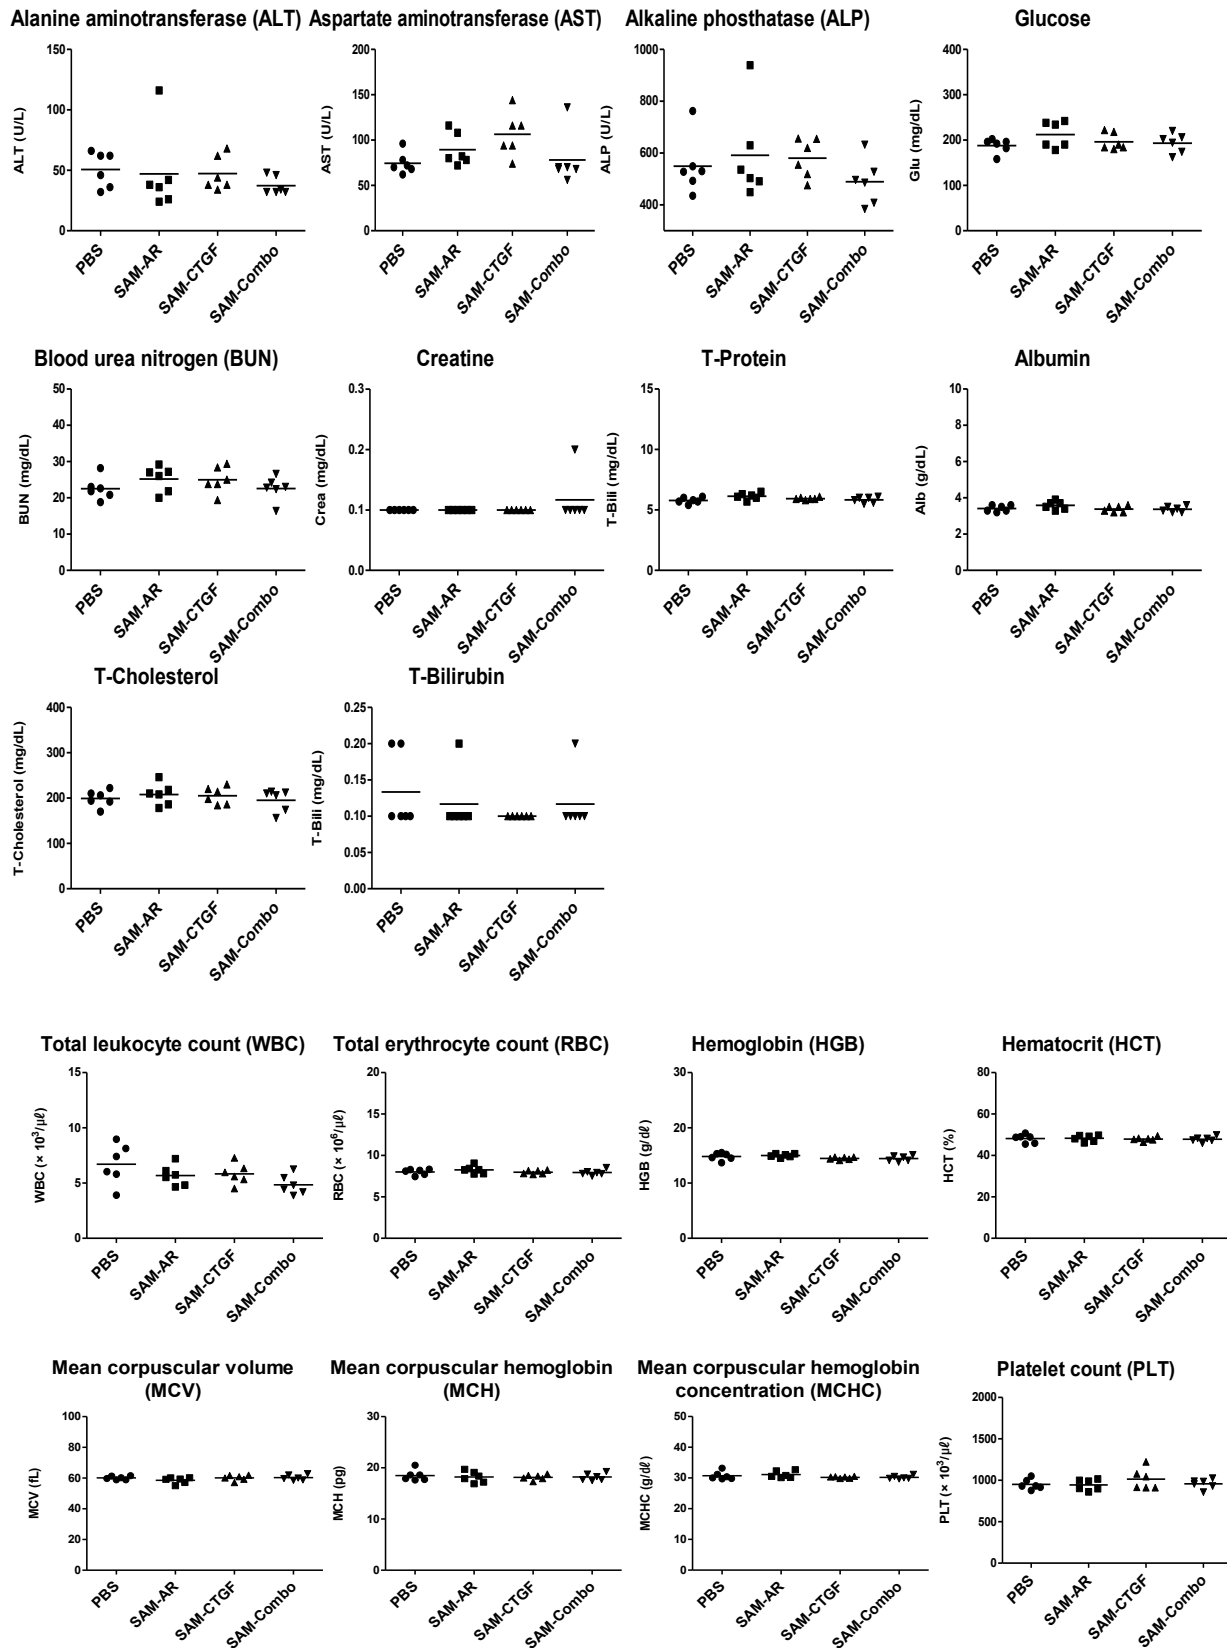 Alanine aminotransferase (ALT)
ALT (U/L)
150
100
50
0
PBS
SAM-AR
SAM-CTGF
SAM-Combo
Aspartate aminotransferase (AST)
AST (U/L)
200
150
100
50
0
PBS
SAM-AR
SAM-CTGF
SAM-Combo
Alkaline phosthatase (ALP)
ALP (U/L)
1000
800
600
400
PBS
SAM-AR
SAM-CTGF
SAM-Combo
Glucose
Glu (mg/dL)
400
300
200
100
0
PBS
SAM-AR
SAM-CTGF
SAM-Combo
Blood urea nitrogen (BUN)
BUN (mg/dL)
50
40
30
20
10
0
PBS
SAM-AR
SAM-CTGF
SAM-Combo
Creatine
Crea (mg/dL)
0.3
0.2
0.1
0.0
PBS
SAM-AR
SAM-CTGF
SAM-Combo
T-Protein
T-Bili (mg/dL)
15
10
5
0
PBS
SAM-AR
SAM-CTGF
SAM-Combo
Albumin
Alb (g/dL)
10
8
6
4
2
0
PBS
SAM-AR
SAM-CTGF
SAM-Combo
T-Cholesterol
T-Cholesterol (mg/dL)
400
300
200
100
0
PBS
SAM-AR
SAM-CTGF
SAM-Combo
T-Bilirubin
T-Bili (mg/dL)
0.20
0.15
0.10
0.05
0.00
PBS
SAM-AR
SAM-CTGF
SAM-Combo
Total leukocyte count (WBC)
WBC (× 10³/μℓ)
15
10
5
0
PBS
SAM-AR
SAM-CTGF
SAM-Combo
Total erythrocyte count (RBC)
RBC (× 10⁶/μℓ)
20
15
10
5
0
PBS
SAM-AR
SAM-CTGF
SAM-Combo
Hemoglobin (HGB)
HGB (g/dℓ)
30
20
10
0
PBS
SAM-AR
SAM-CTGF
SAM-Combo
Hematocrit (HCT)
HCT (%)
80
60
40
20
0
PBS
SAM-AR
SAM-CTGF
SAM-Combo
Mean corpuscular volume
(MCV)
MCV (fL)
100
80
60
40
20
0
PBS
SAM-AR
SAM-CTGF
SAM-Combo
Mean corpuscular hemoglobin
(MCH)
MCH (pg)
30
20
10
0
PBS
SAM-AR
SAM-CTGF
SAM-Combo
Mean corpuscular hemoglobin
concentration (MCHC)
MCHC (g/dℓ)
50
40
30
20
10
0
PBS
SAM-AR
SAM-CTGF
SAM-Combo
Platelet count (PLT)
PLT (× 10³/μℓ)
2000
1500
1000
500
0
PBS
SAM-AR
SAM-CTGF
SAM-Combo